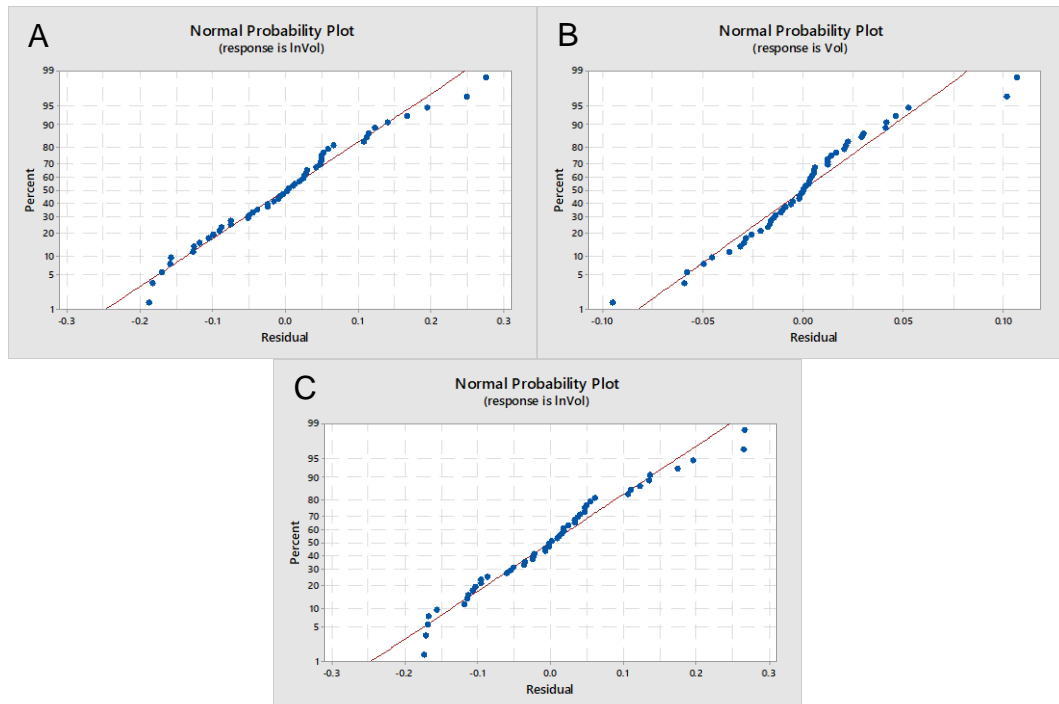 A
Normal Probability Plot
(response is lnVol)
99
95
90
80
70
60
50
40
30
20
10
5
1
Percent
-0.3 -0.2 -0.1 0.0 0.1 0.2 0.3
Residual
B
Normal Probability Plot
(response is Vol)
99
95
90
80
70
60
50
40
30
20
10
5
1
Percent
-0.10 -0.05 0.00 0.05 0.10
Residual
C
Normal Probability Plot
(response is lnVol)
99
95
90
80
70
60
50
40
30
20
10
5
1
Percent
-0.3 -0.2 -0.1 0.0 0.1 0.2 0.3
Residual